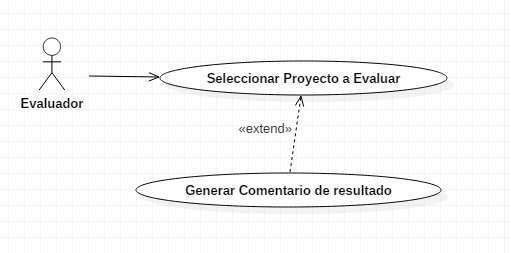 Seleccionar Proyecto a Evaluar
Evaluador
«extend»
Generar Comentario de resultado